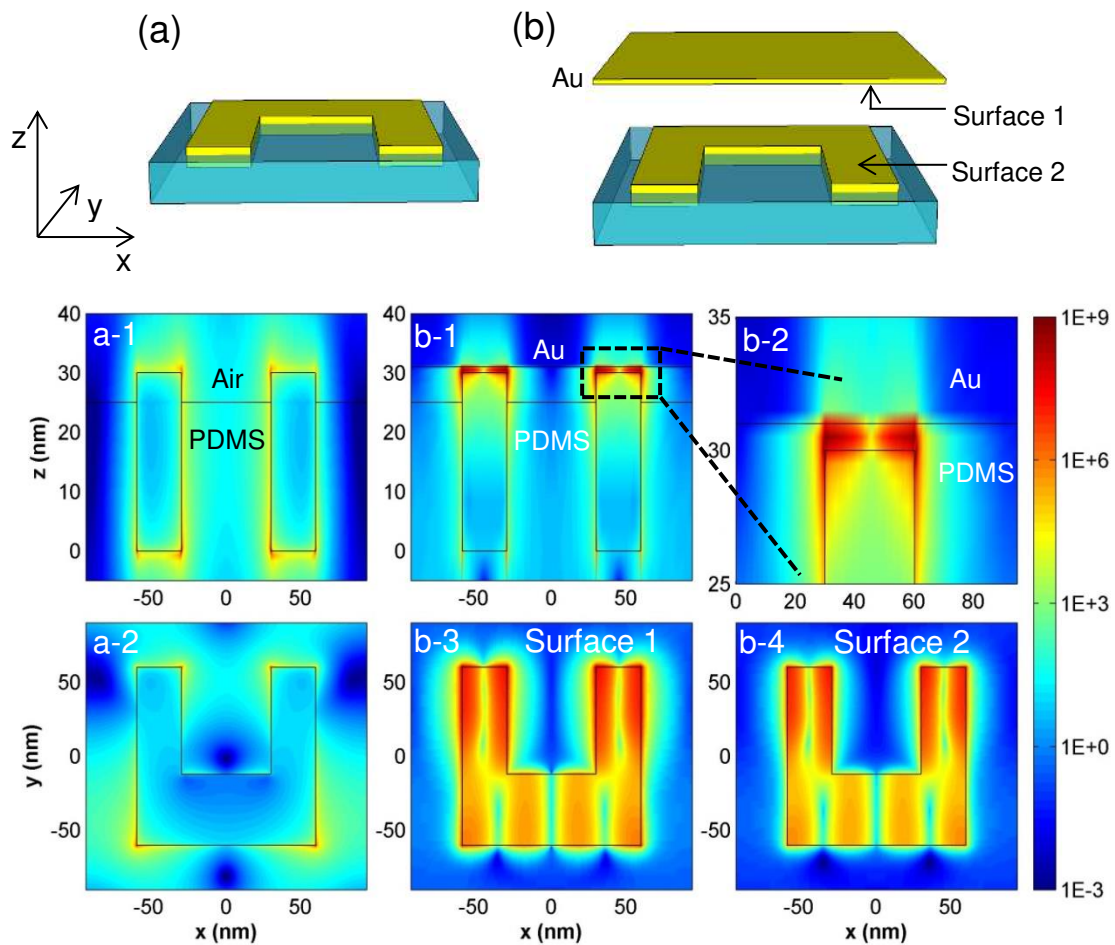 (a)
(b)
Au
Surface 1
Surface 2
z
y
x
a-1
Air
PDMS
40
30
20
10
0
z (nm)
-50 0 50
b-1
Au
PDMS
40
30
20
10
0
-50 0 50
b-2
Au
PDMS
35
30
25
0 20 40 60 80
1E+9
1E+6
1E+3
1E+0
1E-3
a-2
50
0
-50
y (nm)
-50 0 50
x (nm)
b-3 Surface 1
50
0
-50
-50 0 50
x (nm)
b-4 Surface 2
50
0
-50
-50 0 50
x (nm)